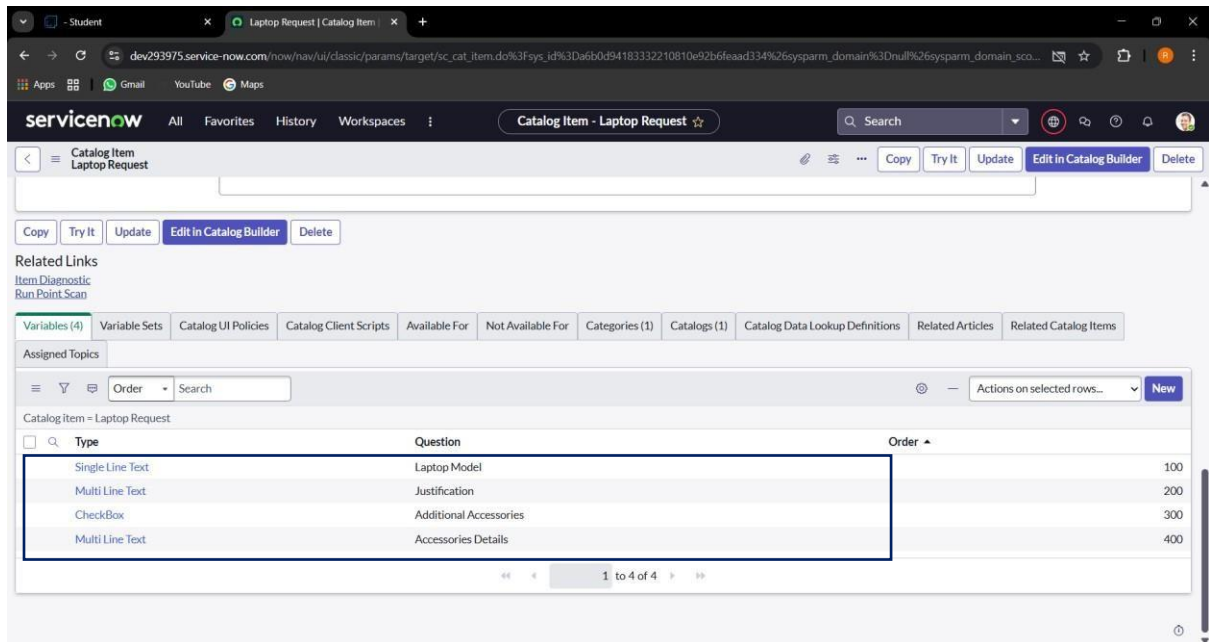 - Student
Laptop Request | Catalog Item |
dev293975.service-now.com/now/nav/ui/classic/params/target/sc_cat_item.do%3Fsys_id%3Da6b0d94183332210810e92b6feaad334%26sysparm_domain%3Dnull%26sysparm_domain_sco...
Apps Gmail YouTube Maps
servicenow All Favorites History Workspaces Catalog Item - Laptop Request Search
Catalog Item
Laptop Request
Copy Try It Update Edit in Catalog Builder Delete
Copy Try It Update Edit in Catalog Builder Delete
Related Links
Item Diagnostic
Run Point Scan
Variables (4) Variable Sets Catalog UI Policies Catalog Client Scripts Available For Not Available For Categories (1) Catalogs (1) Catalog Data Lookup Definitions Related Articles Related Catalog Items
Assigned Topics
Order Search Actions on selected rows... New
Catalog item = Laptop Request
Type Question Order
Single Line Text Laptop Model 100
Multi Line Text Justification 200
CheckBox Additional Accessories 300
Multi Line Text Accessories Details 400
1 to 4 of 4